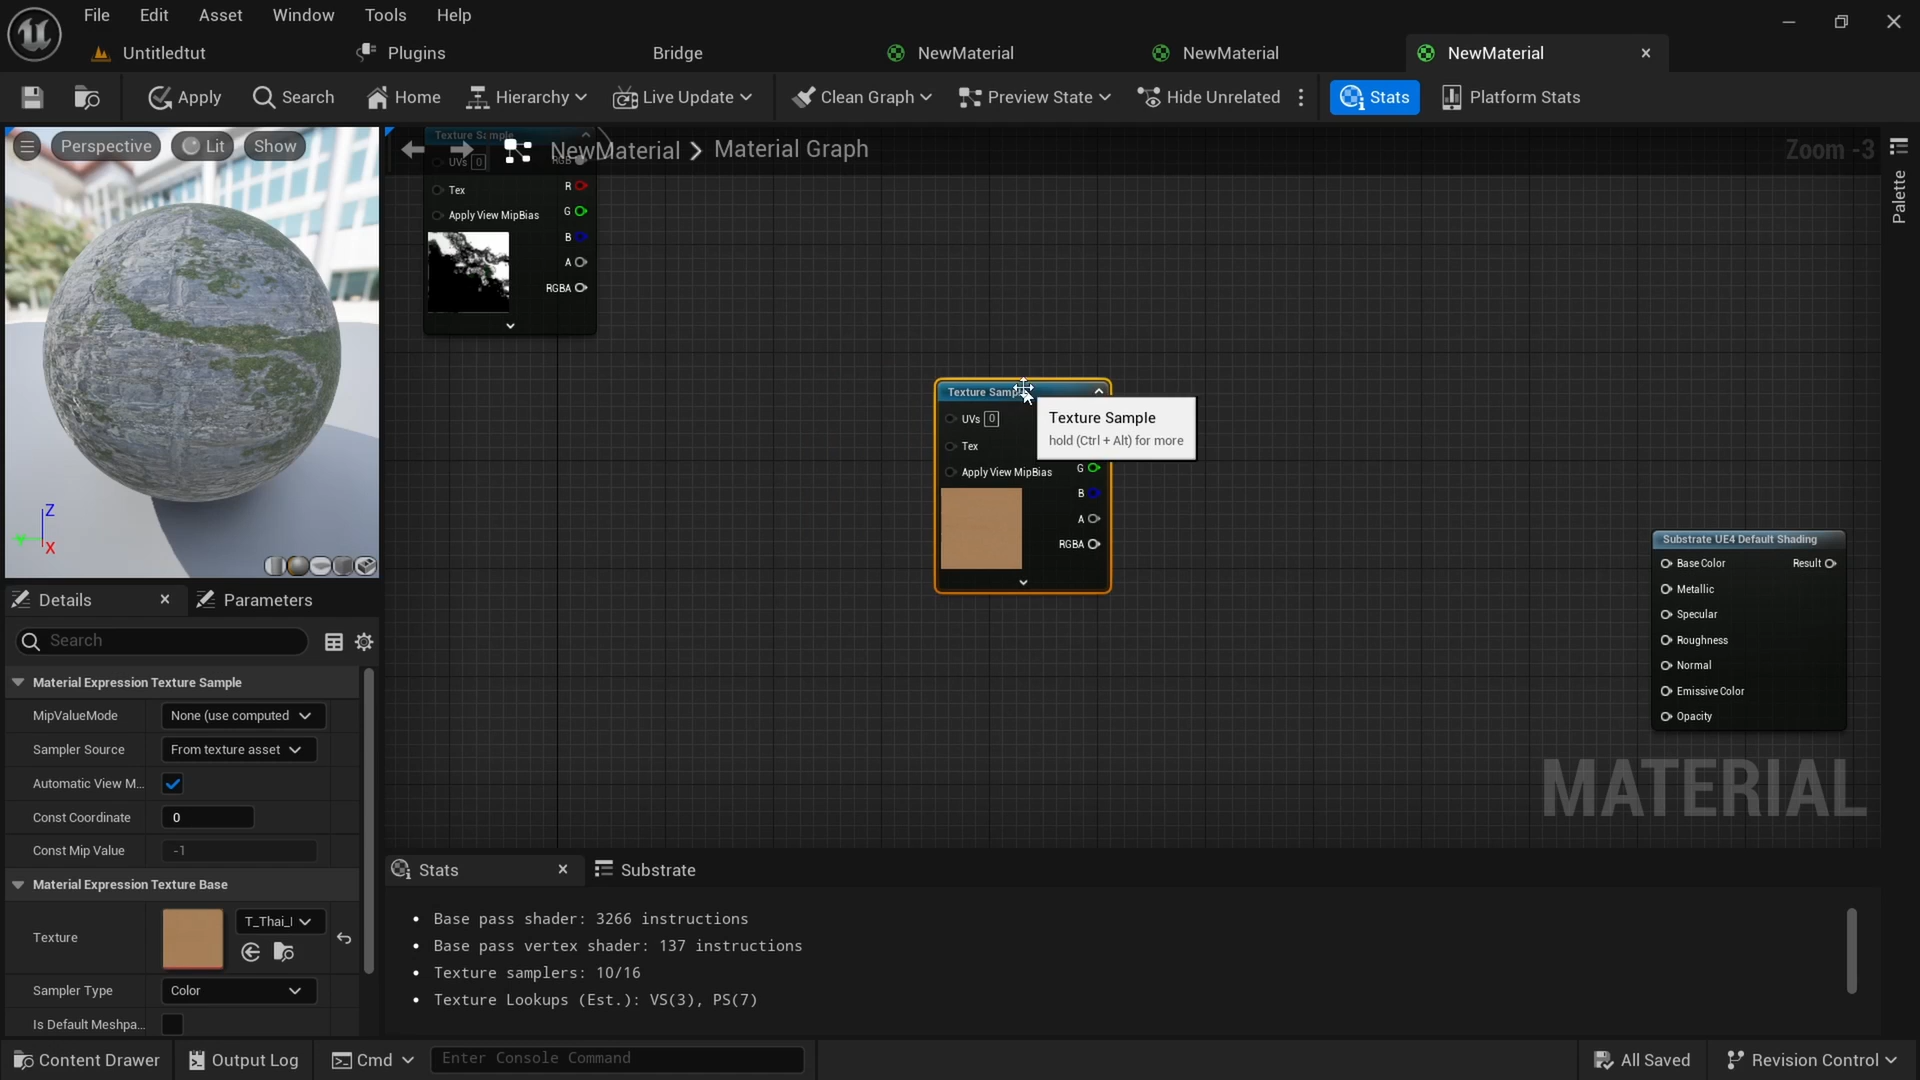 File Edit Asset Window Tools Help
Untitledtut Plugins Bridge NewMaterial NewMaterial NewMaterial
Apply Search Home Hierarchy Live Update Clean Graph Preview State Hide Unrelated Stats Platform Stats
Perspective Lit Show
NewMaterial > Material Graph
Zoom -3
Palette
Texture Sample
UVs 0 RGB
Tex R
Apply View MipBias G
B
A
RGBA
Texture Sample
UVs 0
Tex
Apply View MipBias G
B
A
RGBA
Texture Sample
hold (Ctrl + Alt) for more
Substrate UE4 Default Shading
Base Color Result
Metallic
Specular
Roughness
Normal
Emissive Color
Opacity
MATERIAL
Z
Y
X
Details Parameters
Search
Material Expression Texture Sample
MipValueMode None (use computed
Sampler Source From texture asset
Automatic View M...
Const Coordinate 0
Const Mip Value -1
Material Expression Texture Base
Texture T_Thai_
Sampler Type Color
Is Default Meshpa...
Stats Substrate
• Base pass shader: 3266 instructions
• Base pass vertex shader: 137 instructions
• Texture samplers: 10/16
• Texture Lookups (Est.): VS(3), PS(7)
Content Drawer Output Log Cmd Enter Console Command All Saved Revision Control